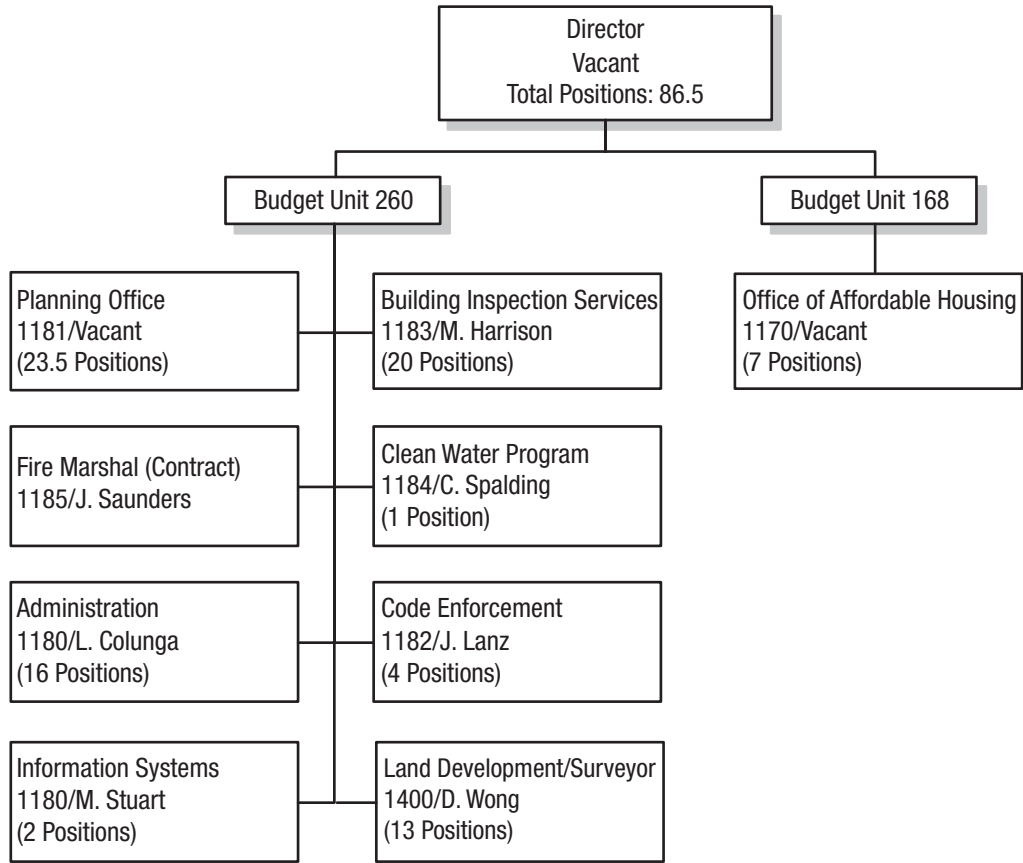 Director
Vacant
Total Positions: 86.5
Budget Unit 260
Budget Unit 168
Planning Office
1181/Vacant
(23.5 Positions)
Building Inspection Services
1183/M. Harrison
(20 Positions)
Office of Affordable Housing
1170/Vacant
(7 Positions)
Fire Marshal (Contract)
1185/J. Saunders
Clean Water Program
1184/C. Spalding
(1 Position)
Administration
1180/L. Colunga
(16 Positions)
Code Enforcement
1182/J. Lanz
(4 Positions)
Information Systems
1180/M. Stuart
(2 Positions)
Land Development/Surveyor
1400/D. Wong
(13 Positions)